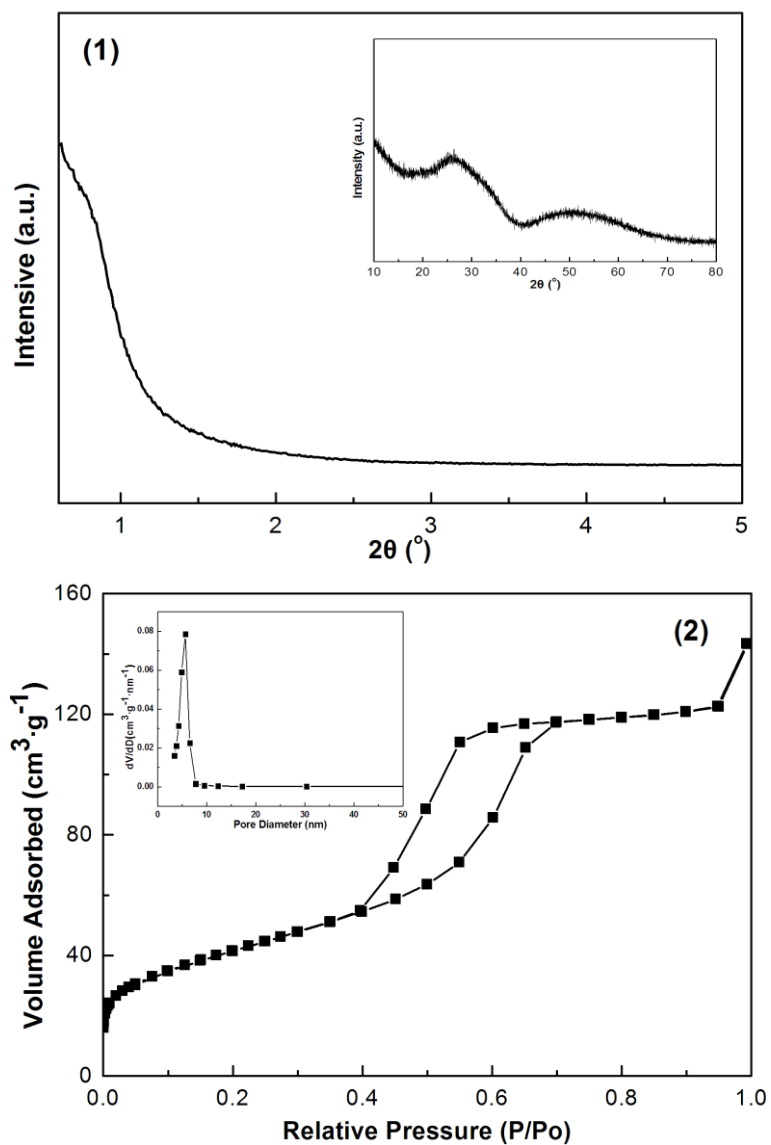 (1)
Intensive (a.u.)
1 2 3 4 5
2θ (°)
Intensity (a.u.)
10 20 30 40 50 60 70 80
2θ (°)
(2)
Volume Adsorbed (cm³·g⁻¹)
160
120
80
40
0
0.0 0.2 0.4 0.6 0.8 1.0
Relative Pressure (P/Po)
dV/dD(cm³·g⁻¹·nm⁻¹)
0.08
0.06
0.04
0.02
0.00
0 10 20 30 40 50
Pore Diameter (nm)